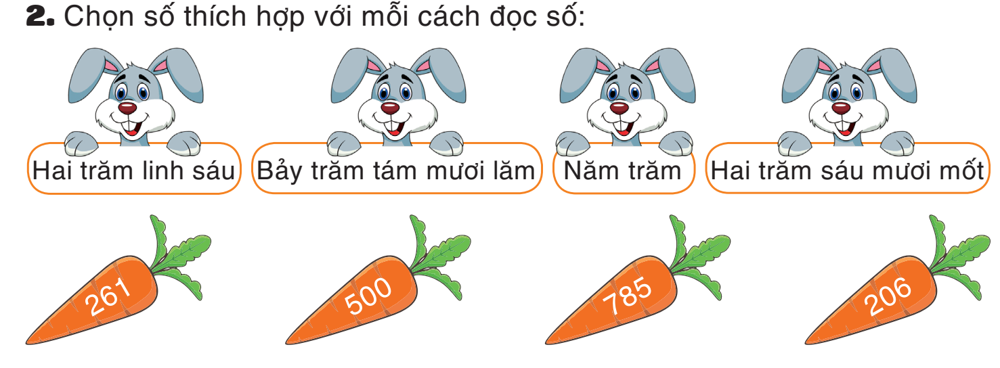 2. Chọn số thích hợp với mỗi cách đọc số:
Hai trăm linh sáu
Bảy trăm tám mươi lăm
Năm trăm
Hai trăm sáu mươi mốt
261
500
785
206